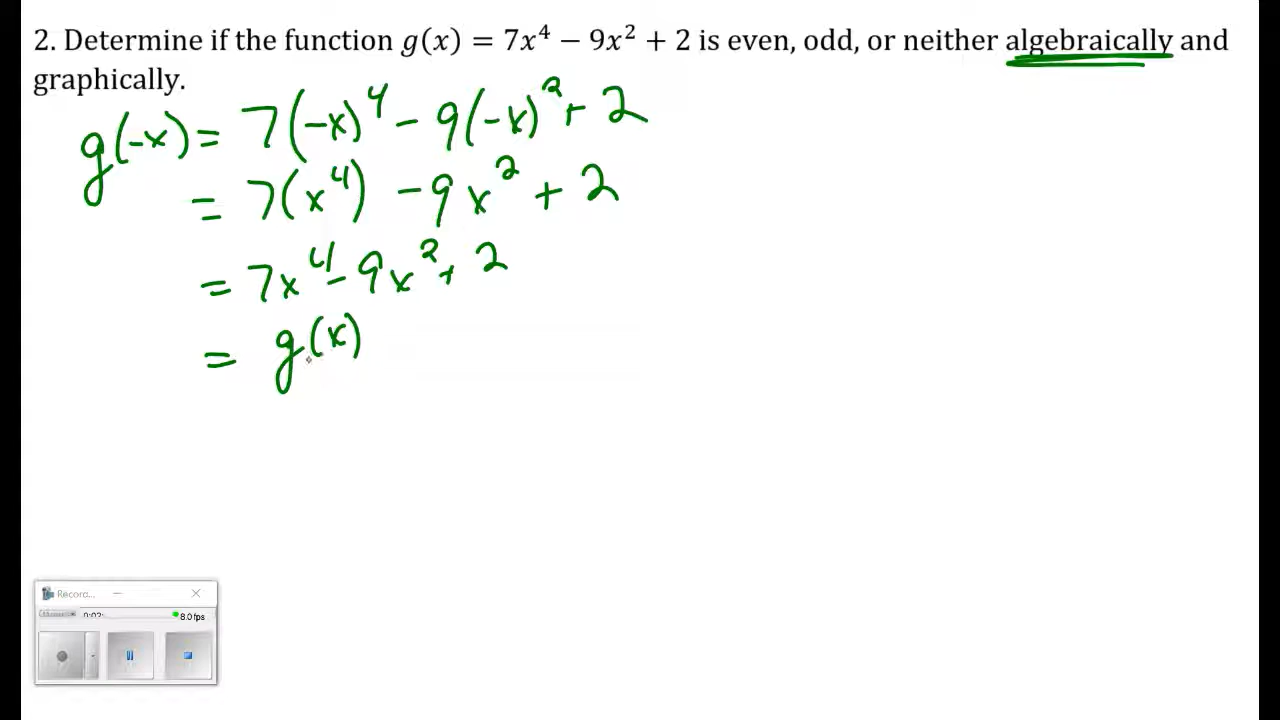 2. Determine if the function g(x) = 7x⁴ − 9x² + 2 is even, odd, or neither algebraically and
graphically.
g(-x) = 7(-x)⁴ - 9(-x)² + 2
= 7(x⁴) - 9x² + 2
= 7x⁴ - 9x² + 2
= g(x)
Recora...
8.0 fps